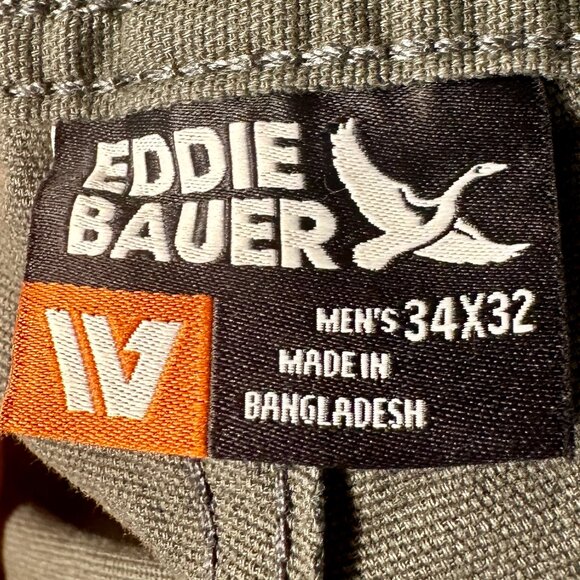 EDDIE
BAUER
MEN'S 34X32
MADE IN
BANGLADESH